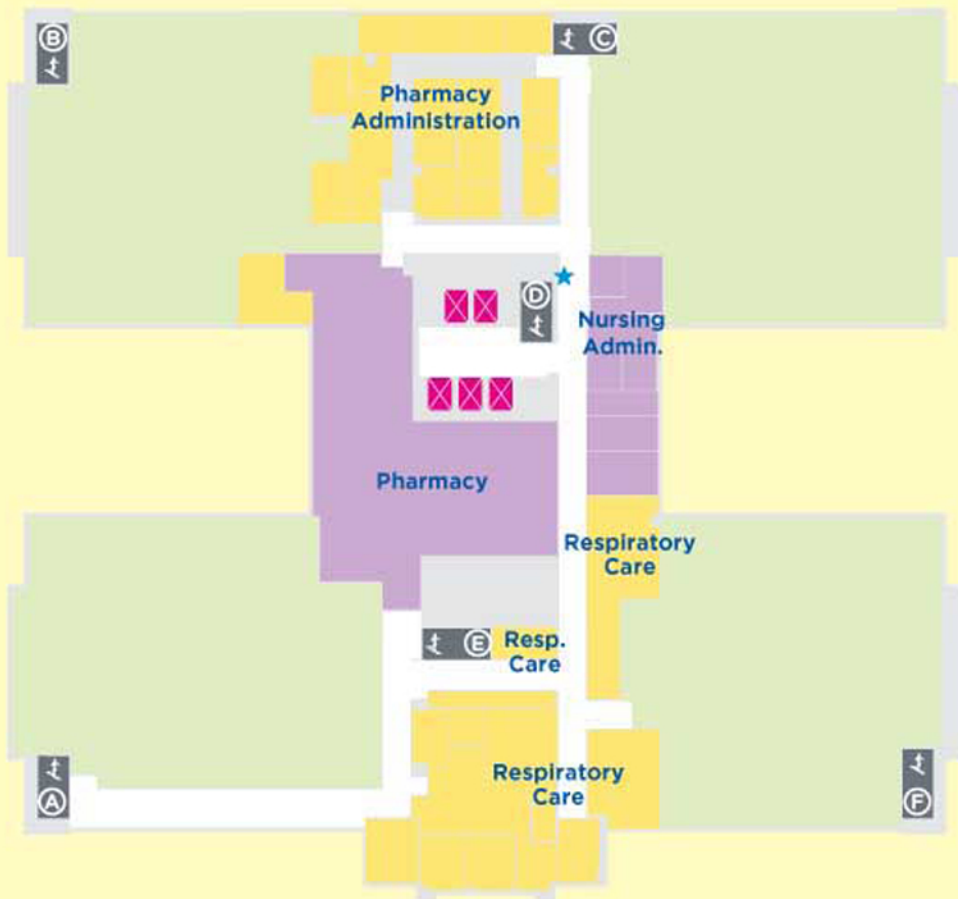 B
C
Pharmacy
Administration
D
Nursing
Admin.
Pharmacy
Respiratory
Care
E
Resp.
Care
Respiratory
Care
A
F